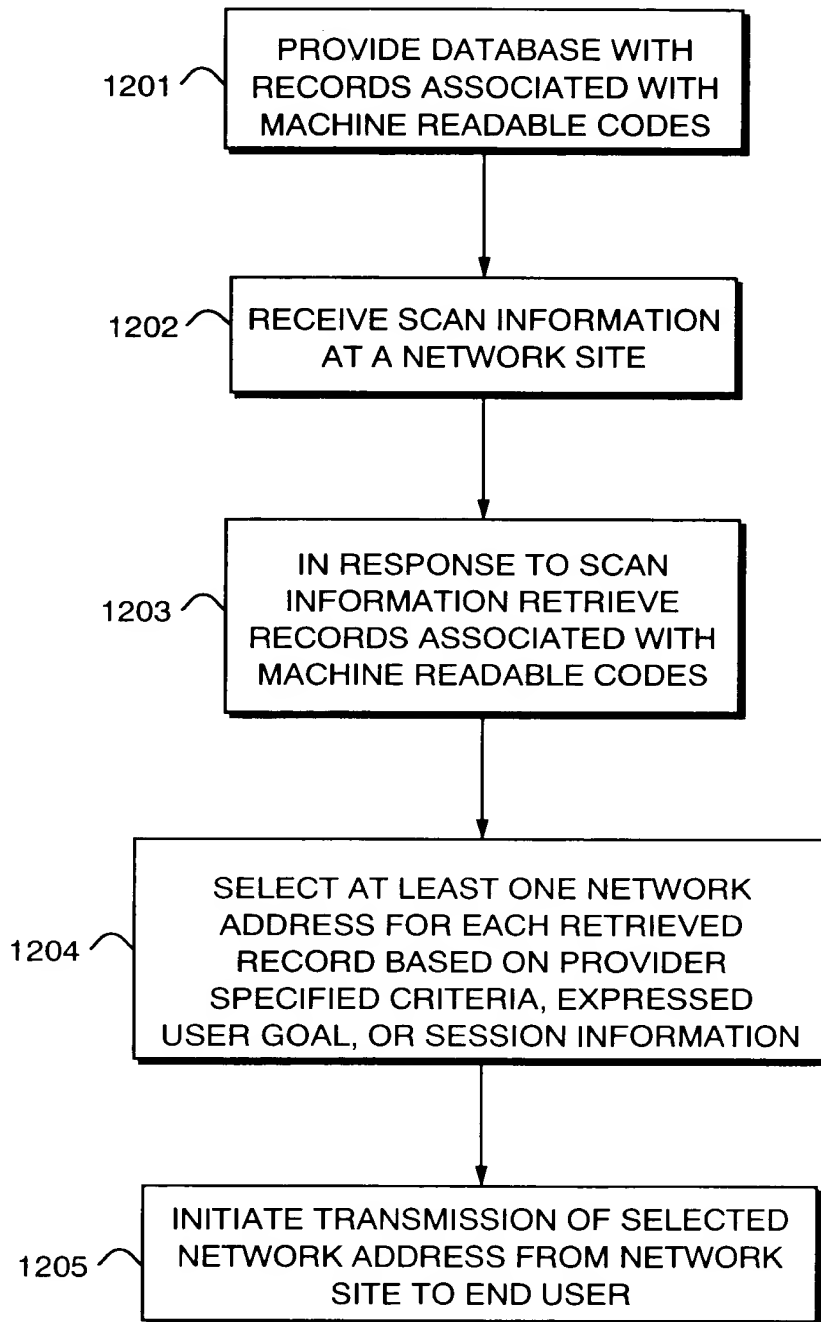 1201
PROVIDE DATABASE WITH
RECORDS ASSOCIATED WITH
MACHINE READABLE CODES
1202
RECEIVE SCAN INFORMATION
AT A NETWORK SITE
1203
IN RESPONSE TO SCAN
INFORMATION RETRIEVE
RECORDS ASSOCIATED WITH
MACHINE READABLE CODES
1204
SELECT AT LEAST ONE NETWORK
ADDRESS FOR EACH RETRIEVED
RECORD BASED ON PROVIDER
SPECIFIED CRITERIA, EXPRESSED
USER GOAL, OR SESSION INFORMATION
1205
INITIATE TRANSMISSION OF SELECTED
NETWORK ADDRESS FROM NETWORK
SITE TO END USER